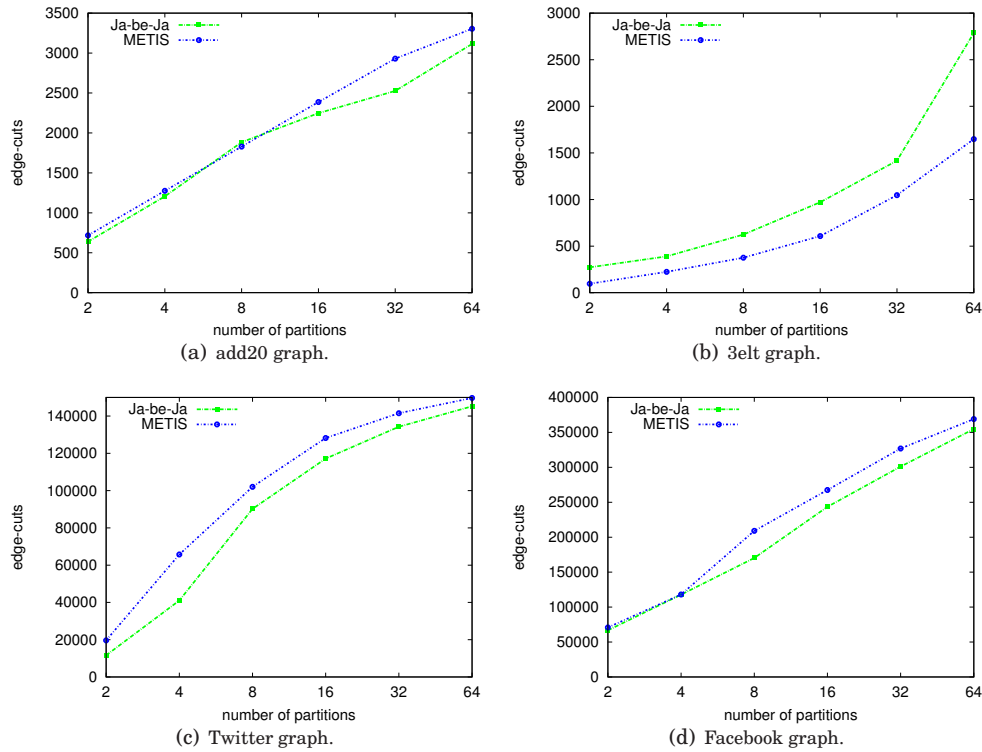 Ja-be-Ja
METIS
3500
3000
2500
2000
1500
1000
500
0
edge-cuts
2 4 8 16 32 64
number of partitions
(a) add20 graph.
Ja-be-Ja
METIS
3000
2500
2000
1500
1000
500
0
edge-cuts
2 4 8 16 32 64
number of partitions
(b) 3elt graph.
Ja-be-Ja
METIS
140000
120000
100000
80000
60000
40000
20000
0
edge-cuts
2 4 8 16 32 64
number of partitions
(c) Twitter graph.
Ja-be-Ja
METIS
400000
350000
300000
250000
200000
150000
100000
50000
0
edge-cuts
2 4 8 16 32 64
number of partitions
(d) Facebook graph.